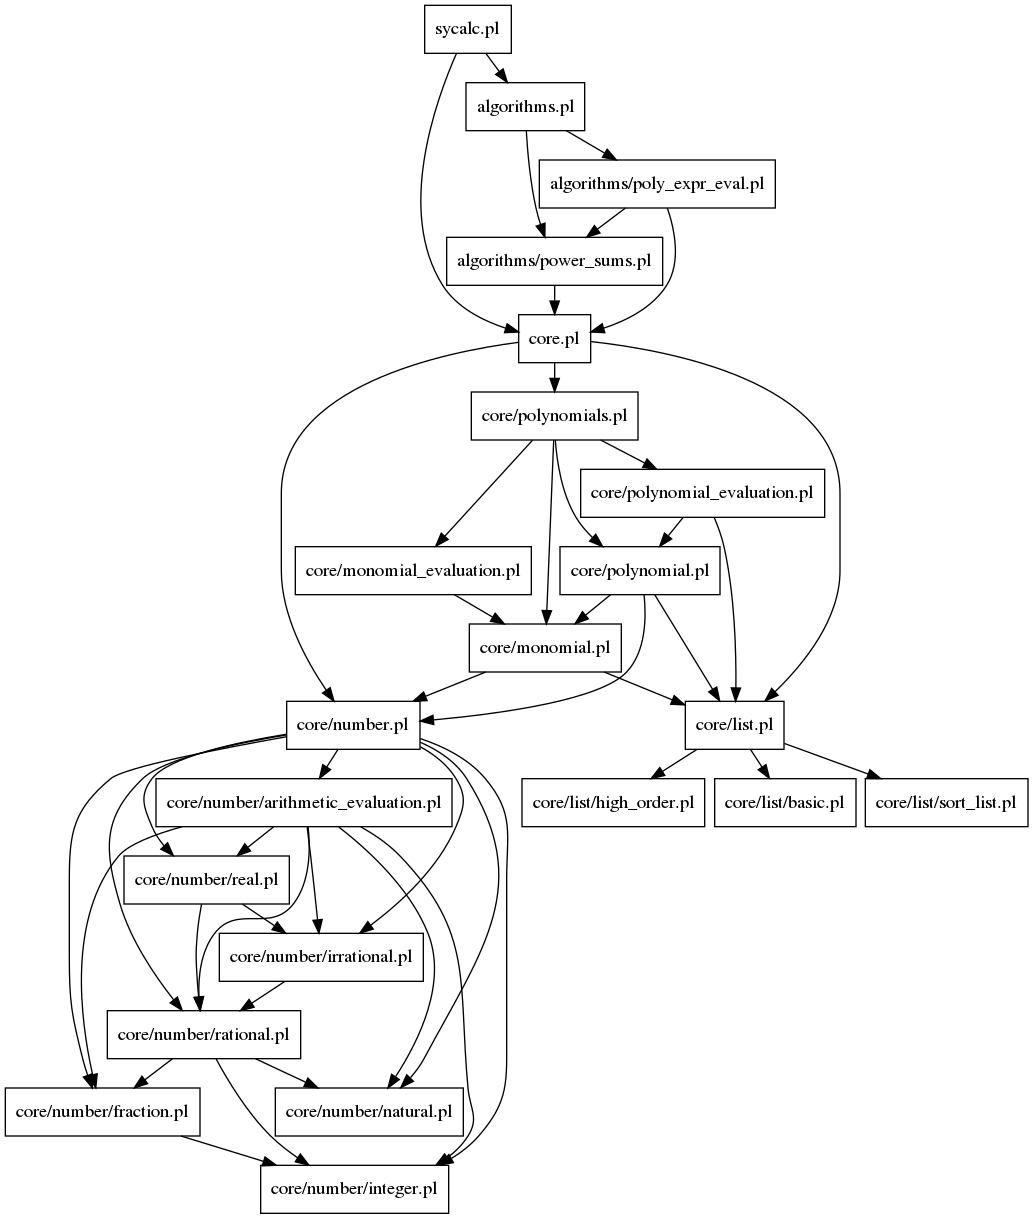 sycalc.pl
algorithms.pl
algorithms/poly_expr_eval.pl
algorithms/power_sums.pl
core.pl
core/polynomials.pl
core/polynomial_evaluation.pl
core/monomial_evaluation.pl
core/polynomial.pl
core/monomial.pl
core/number.pl
core/list.pl
core/number/arithmetic_evaluation.pl
core/list/high_order.pl
core/list/basic.pl
core/list/sort_list.pl
core/number/real.pl
core/number/irrational.pl
core/number/rational.pl
core/number/fraction.pl
core/number/natural.pl
core/number/integer.pl